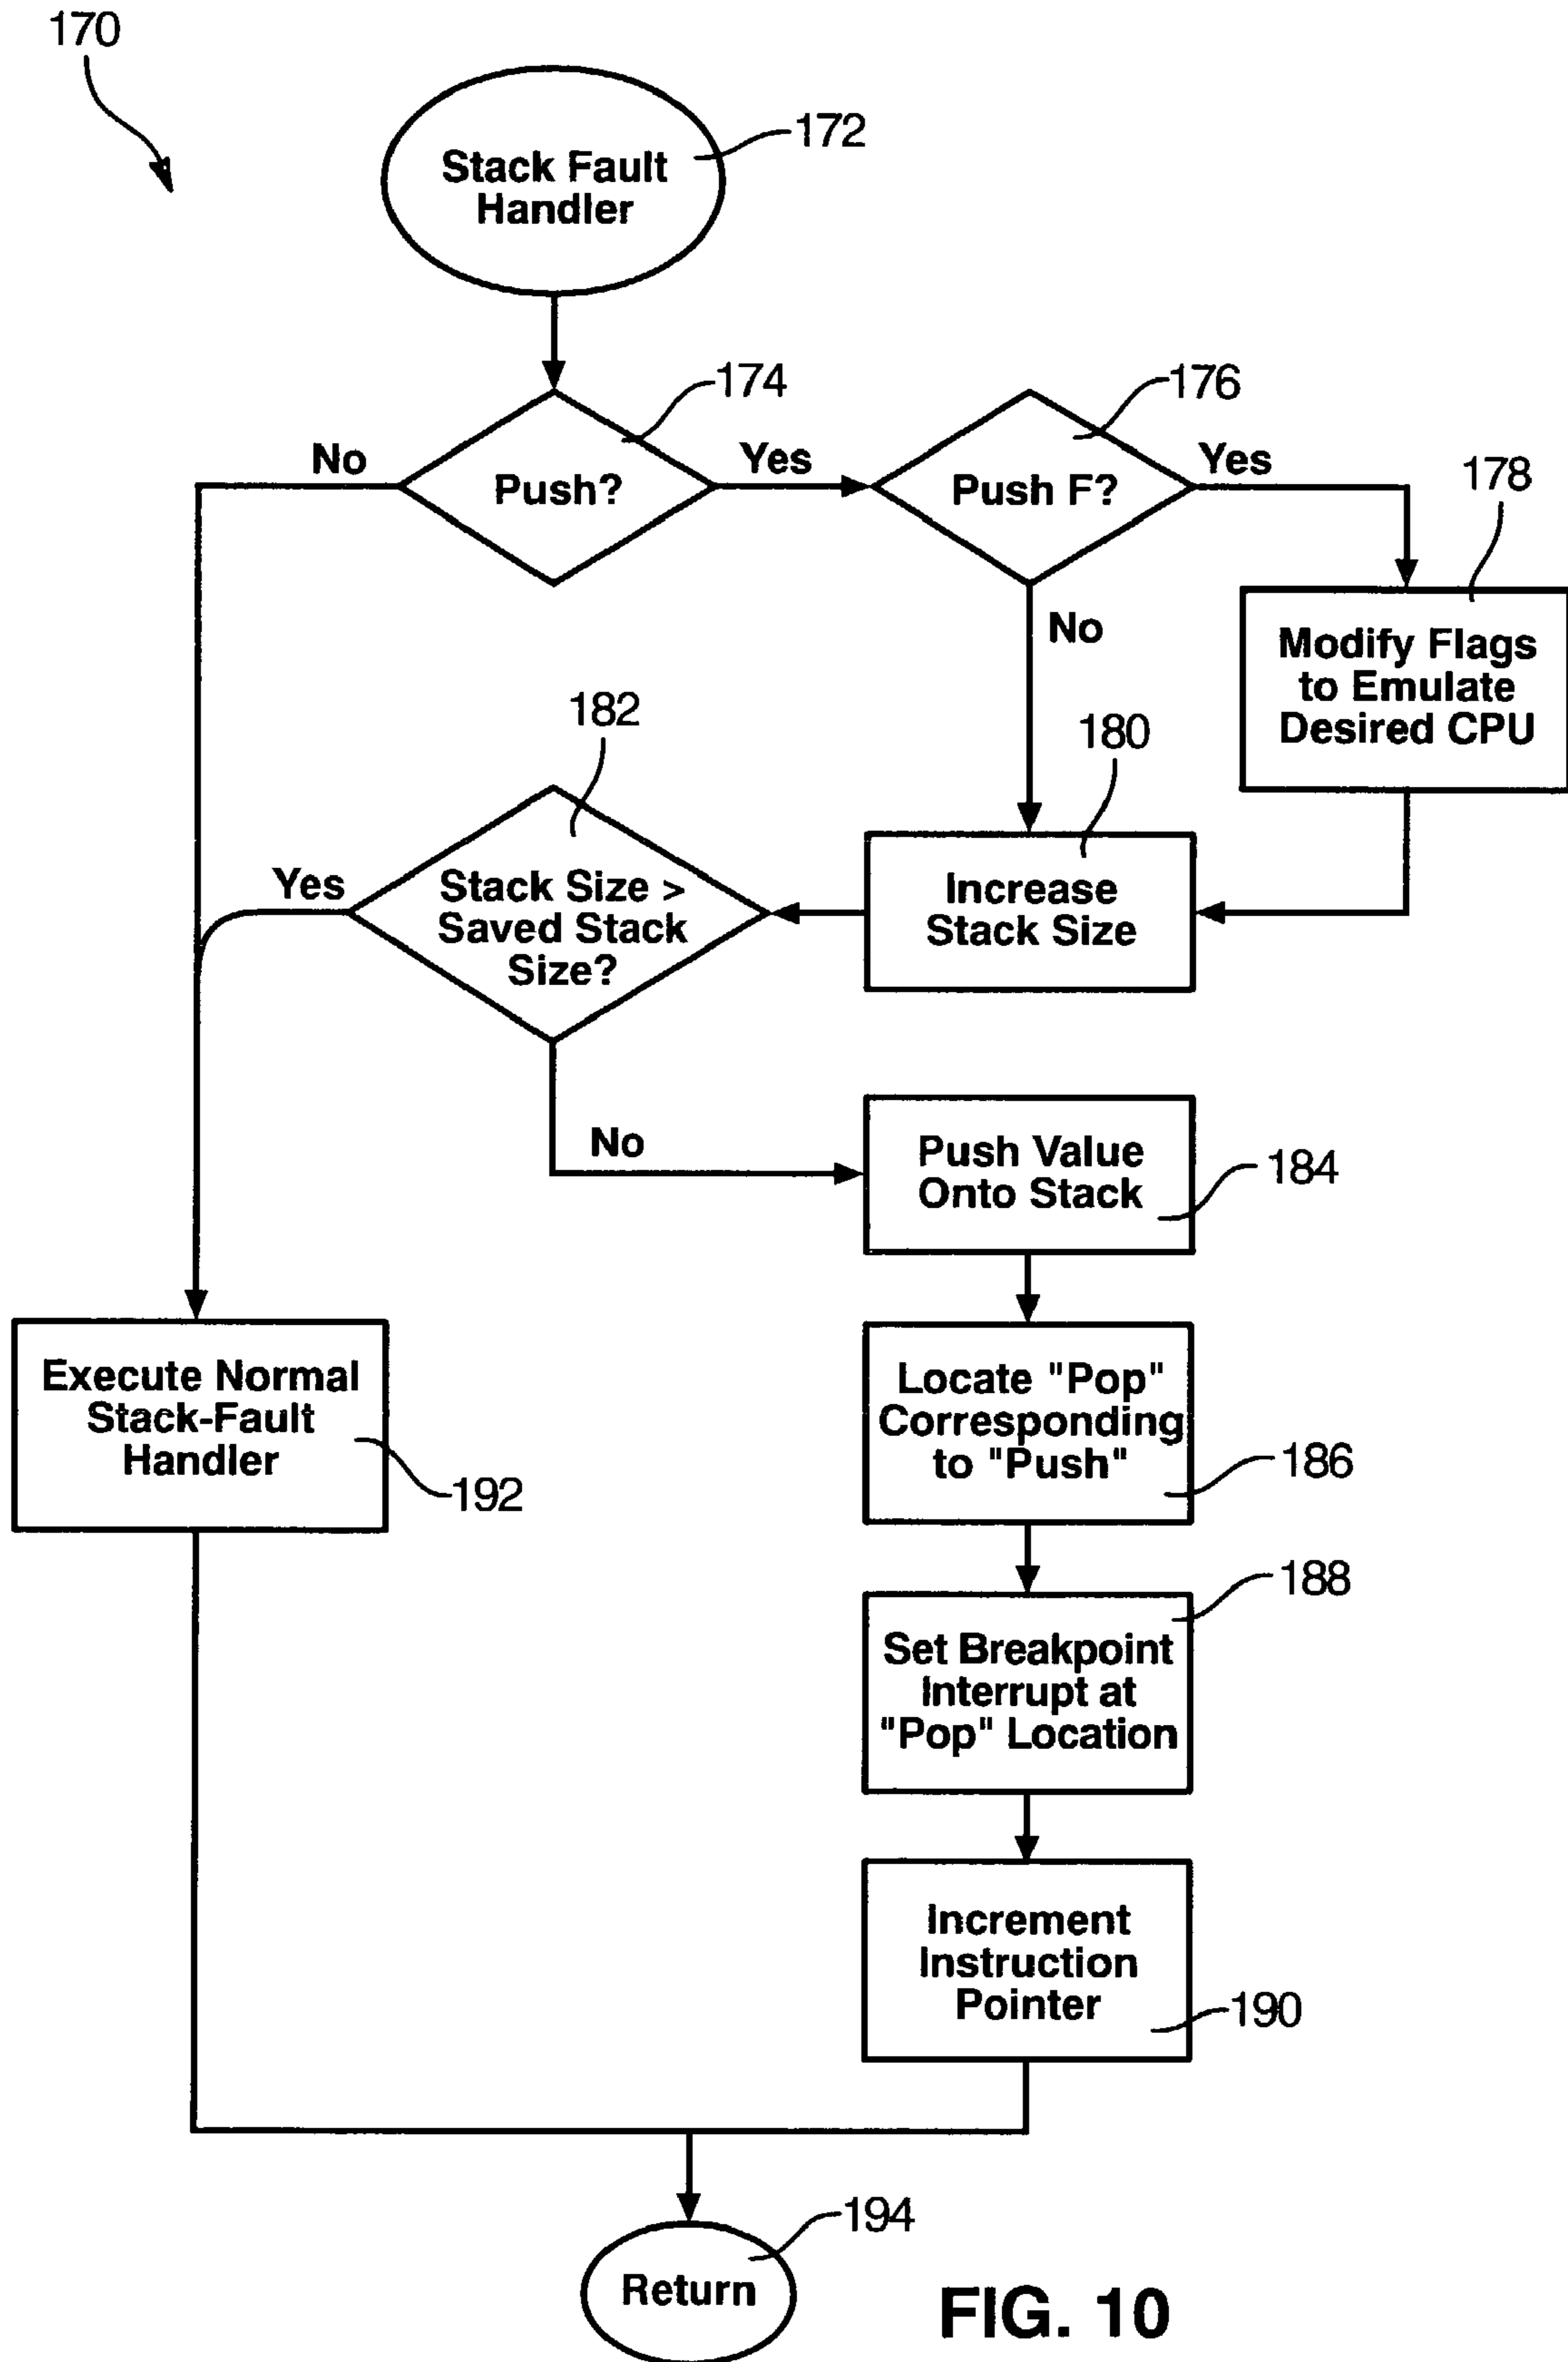 170
172
Stack Fault
Handler
174
176
No
Push?
Yes
Push F?
Yes
178
No
Modify Flags
to Emulate
Desired CPU
182
180
Yes
Stack Size >
Saved Stack
Size?
Increase
Stack Size
No
Push Value
Onto Stack
184
Execute Normal
Stack-Fault
Handler
192
Locate "Pop"
Corresponding
to "Push"
186
188
Set Breakpoint
Interrupt at
"Pop" Location
Increment
Instruction
Pointer
190
194
Return
FIG. 10